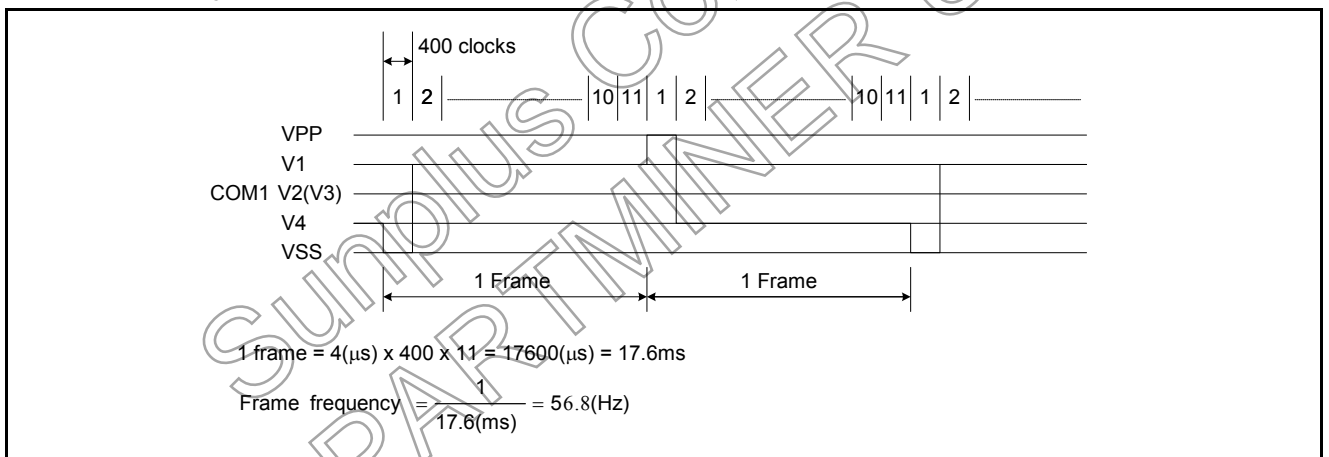 400 clocks
1 2 10 11 1 2 10 11 1 2
VPP
V1
COM1 V2(V3)
V4
VSS
1 Frame 1 Frame
1 frame = 4(μs) x 400 x 11 = 17600(μs) = 17.6ms
Frame frequency = 1 / 17.6(ms) = 56.8(Hz)
Sunplus Co
PARTMINER